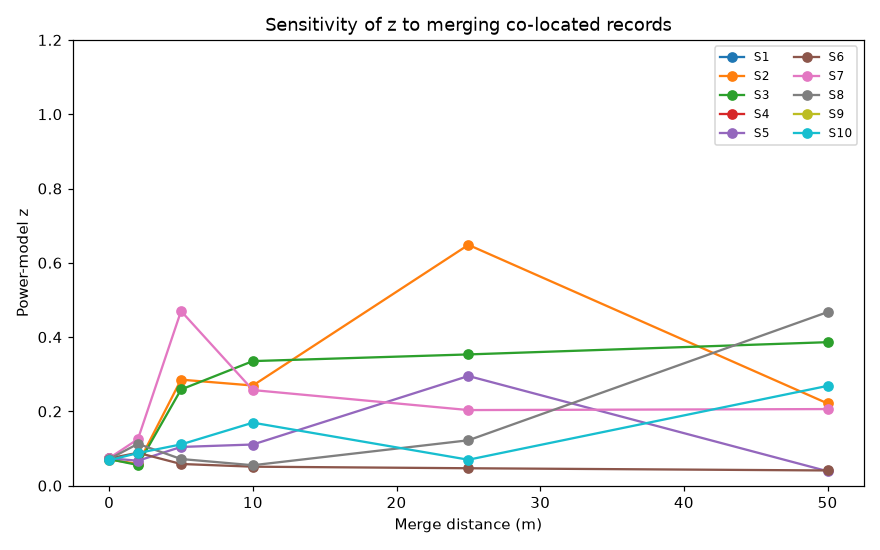 Sensitivity of z to merging co-located records
1.2
1.0
0.8
0.6
0.4
0.2
0.0
Power-model z
0 10 20 30 40 50
Merge distance (m)
S1 S6
S2 S7
S3 S8
S4 S9
S5 S10